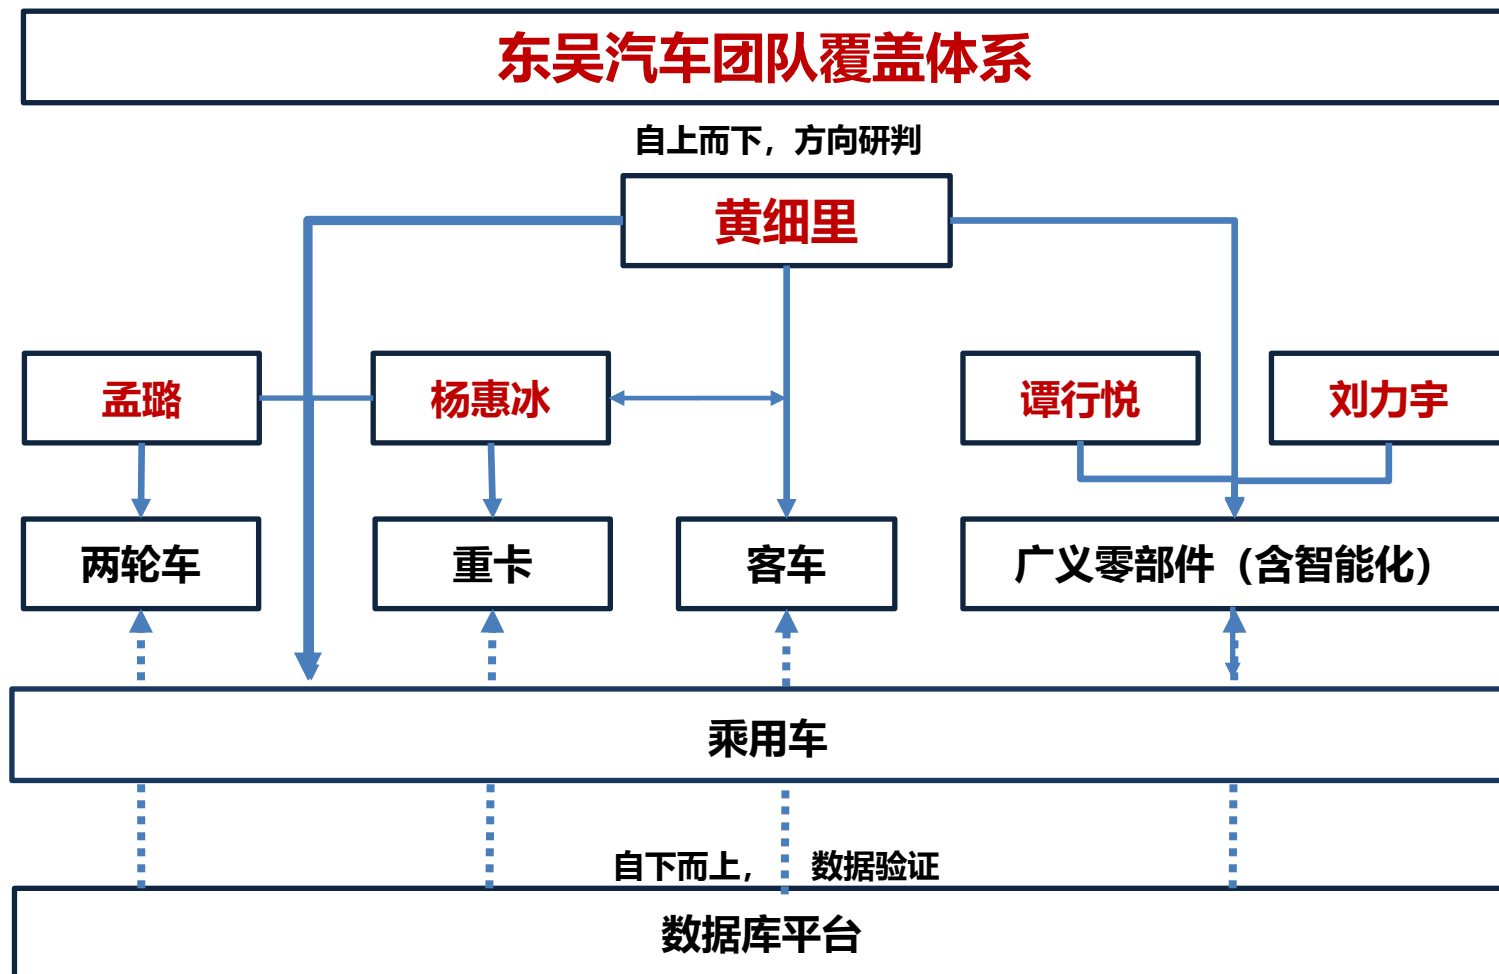 东吴汽车团队覆盖体系
自上而下，方向研判
黄细里
孟璐
杨惠冰
谭行悦
刘力宇
两轮车
重卡
客车
广义零部件（含智能化）
乘用车
自下而上， 数据验证
数据库平台